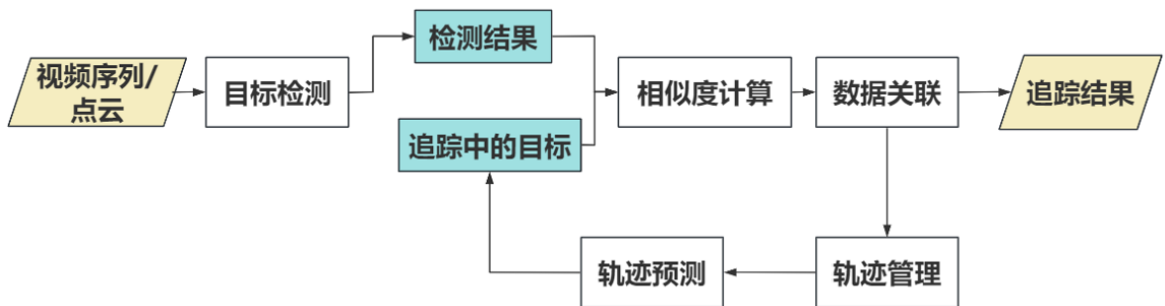 检测结果
视频序列/
点云
目标检测
相似度计算
数据关联
追踪结果
追踪中的目标
轨迹预测
轨迹管理